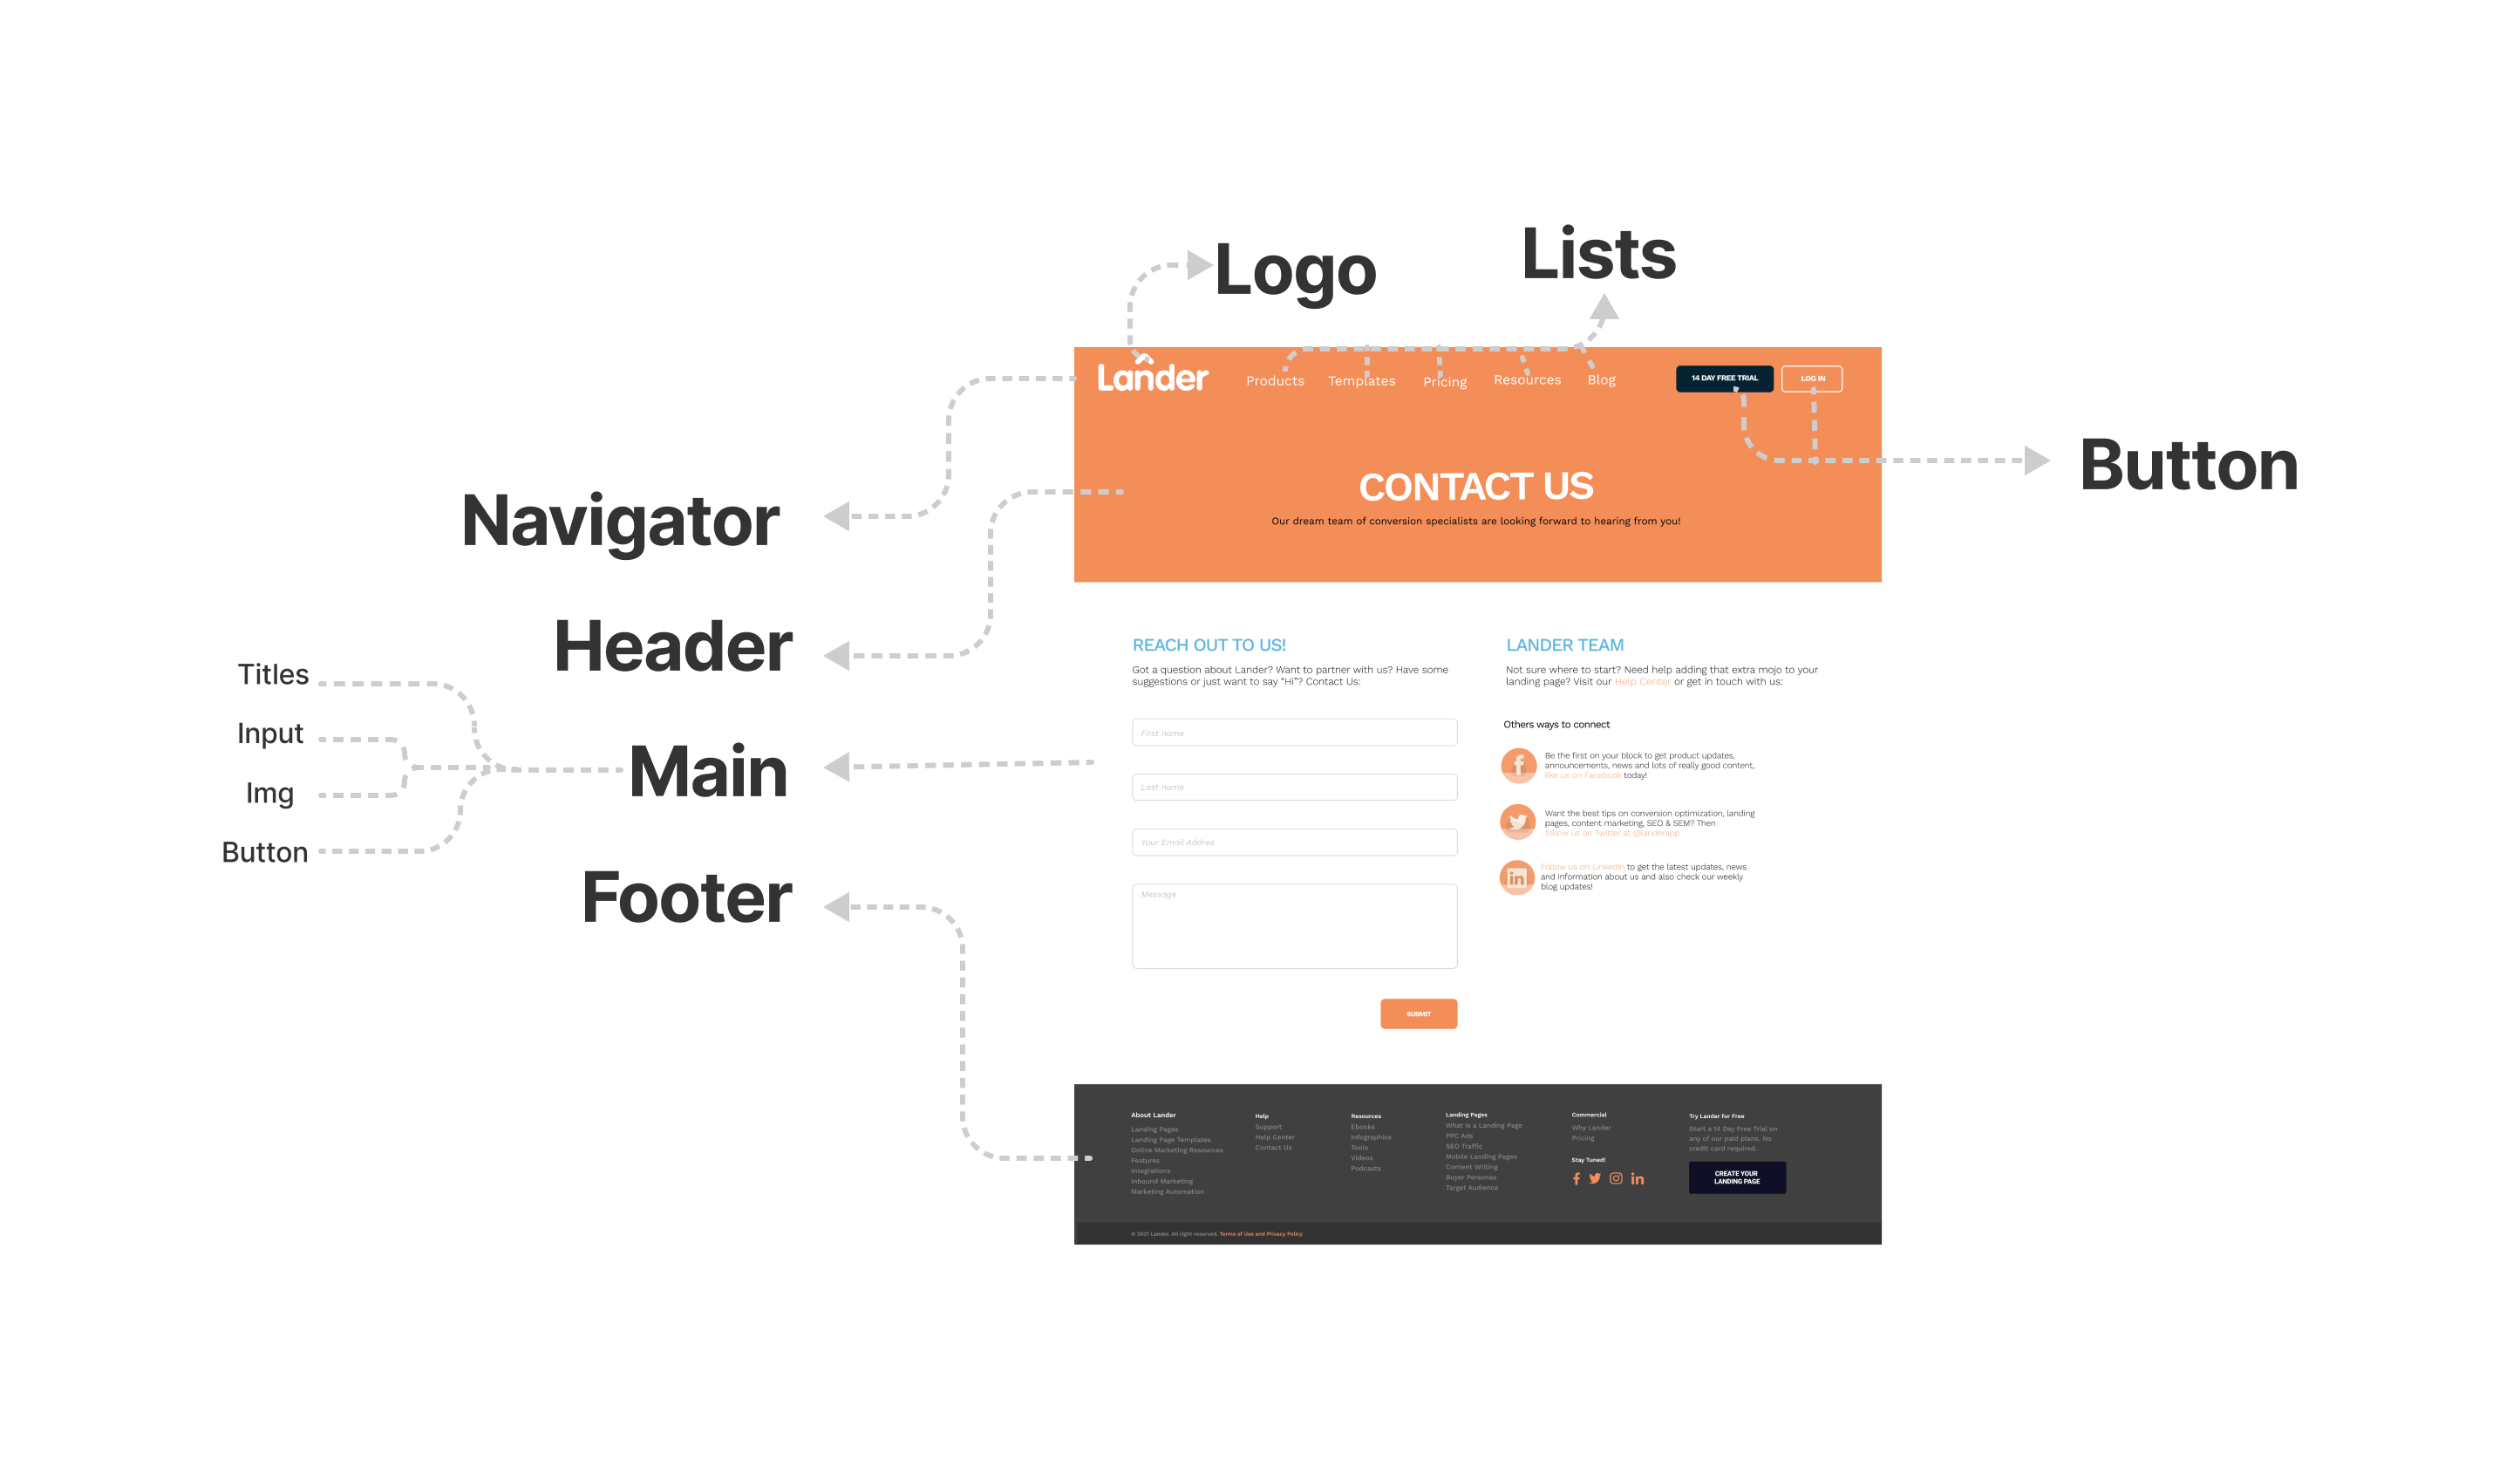 Logo
Lists
Lander
Products
Templates
Pricing
Resources
Blog
14 DAY FREE TRIAL
LOG IN
Button
CONTACT US
Our dream team of conversion specialists are looking forward to hearing from you!
Navigator
Header
Main
Footer
Titles
Input
Img
Button
REACH OUT TO US!
Got a question about Lander? Want to partner with us? Have some
suggestions or just want to say “Hi”? Contact Us:
First name
Last name
Your Email Addres
Message
SUBMIT
LANDER TEAM
Not sure where to start? Need help adding that extra mojo to your
landing page? Visit our Help Center or get in touch with us:
Others ways to connect
Be the first on your block to get product updates,
announcements, news and lots of really good content,
like us on Facebook today!
Want the best tips on conversion optimization, landing
pages, content marketing, SEO & SEM? Then
follow us on Twitter at @landerapp
Follow us on Linkedin to get the latest updates, news
and information about us and also check our weekly
blog updates!
About Lander
Landing Pages
Landing Page Templates
Online Marketing Resources
Features
Integrations
Inbound Marketing
Marketing Automation
Help
Support
Help Center
Contact Us
Resources
Ebooks
Infographics
Tools
Videos
Podcasts
Landing Pages
What is a Landing Page
PPC Ads
SEO Traffic
Mobile Landing Pages
Content Writing
Buyer Personas
Target Audience
Commercial
Why Lander
Pricing
Stay Tuned!
Try Lander for Free
Start a 14 Day Free Trial on
any of our paid plans. No
credit card required.
CREATE YOUR
LANDING PAGE
© 2021 Lander. All right reserved. Terms of Use and Privacy Policy